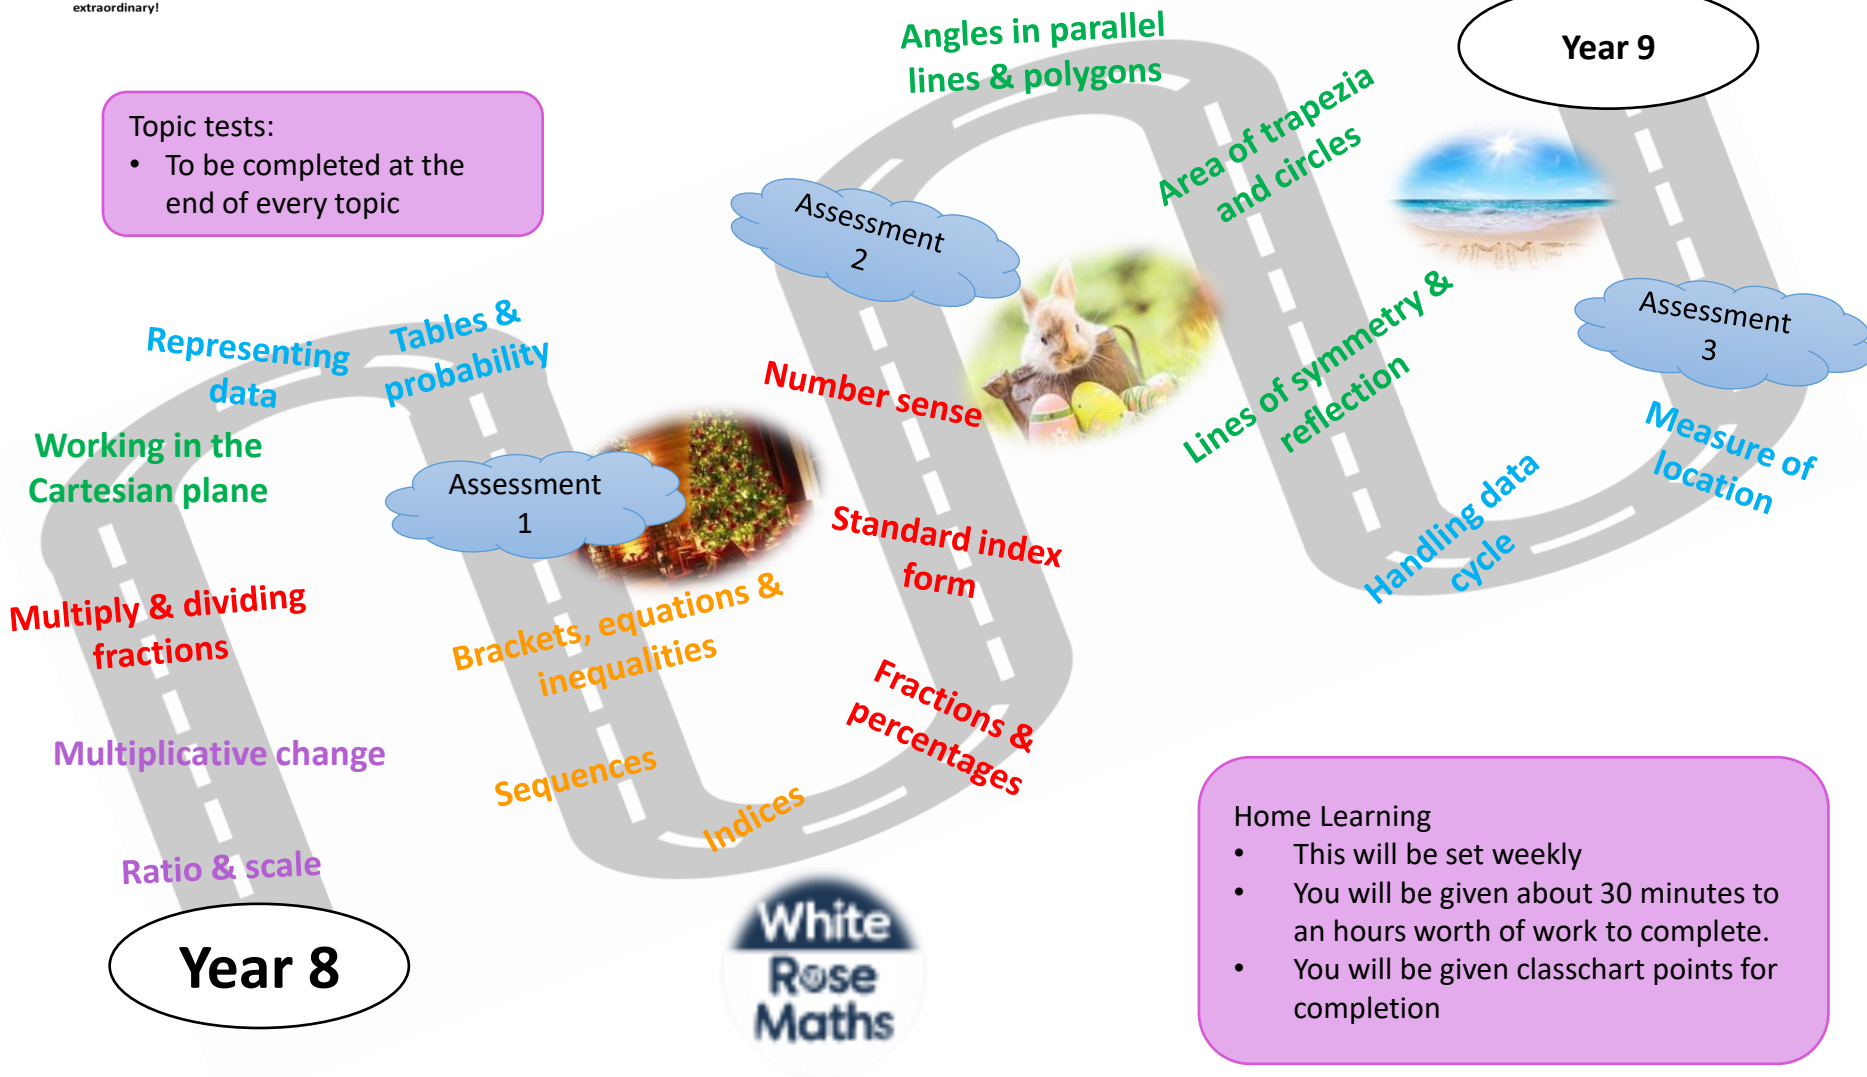 extraordinary!
Angles in parallel
lines & polygons
Year 9
Topic tests:
• To be completed at the
end of every topic
Area of trapezia
and circles
Assessment
2
Assessment
3
Representing
data
Tables &
probability
Number sense
Lines of symmetry &
reflection
Measure of
location
Working in the
Cartesian plane
Assessment
1
Standard index
form
Handling data
cycle
Multiply & dividing
fractions
Brackets, equations &
inequalities
Fractions &
percentages
Multiplicative change
Sequences
Indices
Ratio & scale
Year 8
White
Rose
Maths
Home Learning
• This will be set weekly
• You will be given about 30 minutes to
an hours worth of work to complete.
• You will be given classchart points for
completion